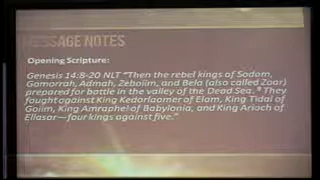 MESSAGE NOTES
Opening Scripture:
Genesis 14:8-20 NLT "Then the rebel kings of Sodom,
Gomorrah, Admah, Zeboiim, and Bela (also called Zoar)
prepared for battle in the valley of the Dead Sea. 9 They
fought against King Kedorlaomer of Elam, King Tidal of
Goiim, King Amraphel of Babylonia, and King Arioch of
Ellasar—four kings against five."